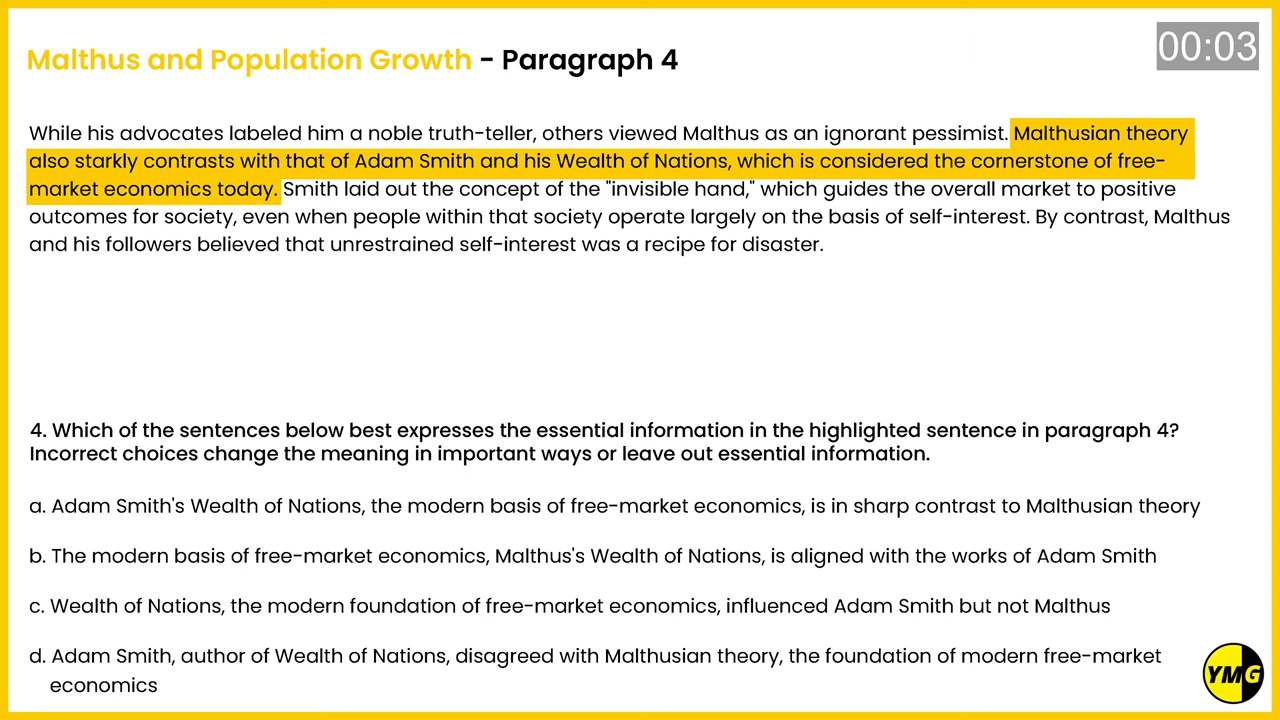 Malthus and Population Growth - Paragraph 4
00:03
While his advocates labeled him a noble truth-teller, others viewed Malthus as an ignorant pessimist. Malthusian theory
also starkly contrasts with that of Adam Smith and his Wealth of Nations, which is considered the cornerstone of free-
market economics today. Smith laid out the concept of the "invisible hand," which guides the overall market to positive
outcomes for society, even when people within that society operate largely on the basis of self-interest. By contrast, Malthus
and his followers believed that unrestrained self-interest was a recipe for disaster.
4. Which of the sentences below best expresses the essential information in the highlighted sentence in paragraph 4?
Incorrect choices change the meaning in important ways or leave out essential information.
a. Adam Smith's Wealth of Nations, the modern basis of free-market economics, is in sharp contrast to Malthusian theory
b. The modern basis of free-market economics, Malthus's Wealth of Nations, is aligned with the works of Adam Smith
c. Wealth of Nations, the modern foundation of free-market economics, influenced Adam Smith but not Malthus
d. Adam Smith, author of Wealth of Nations, disagreed with Malthusian theory, the foundation of modern free-market
economics
YMG